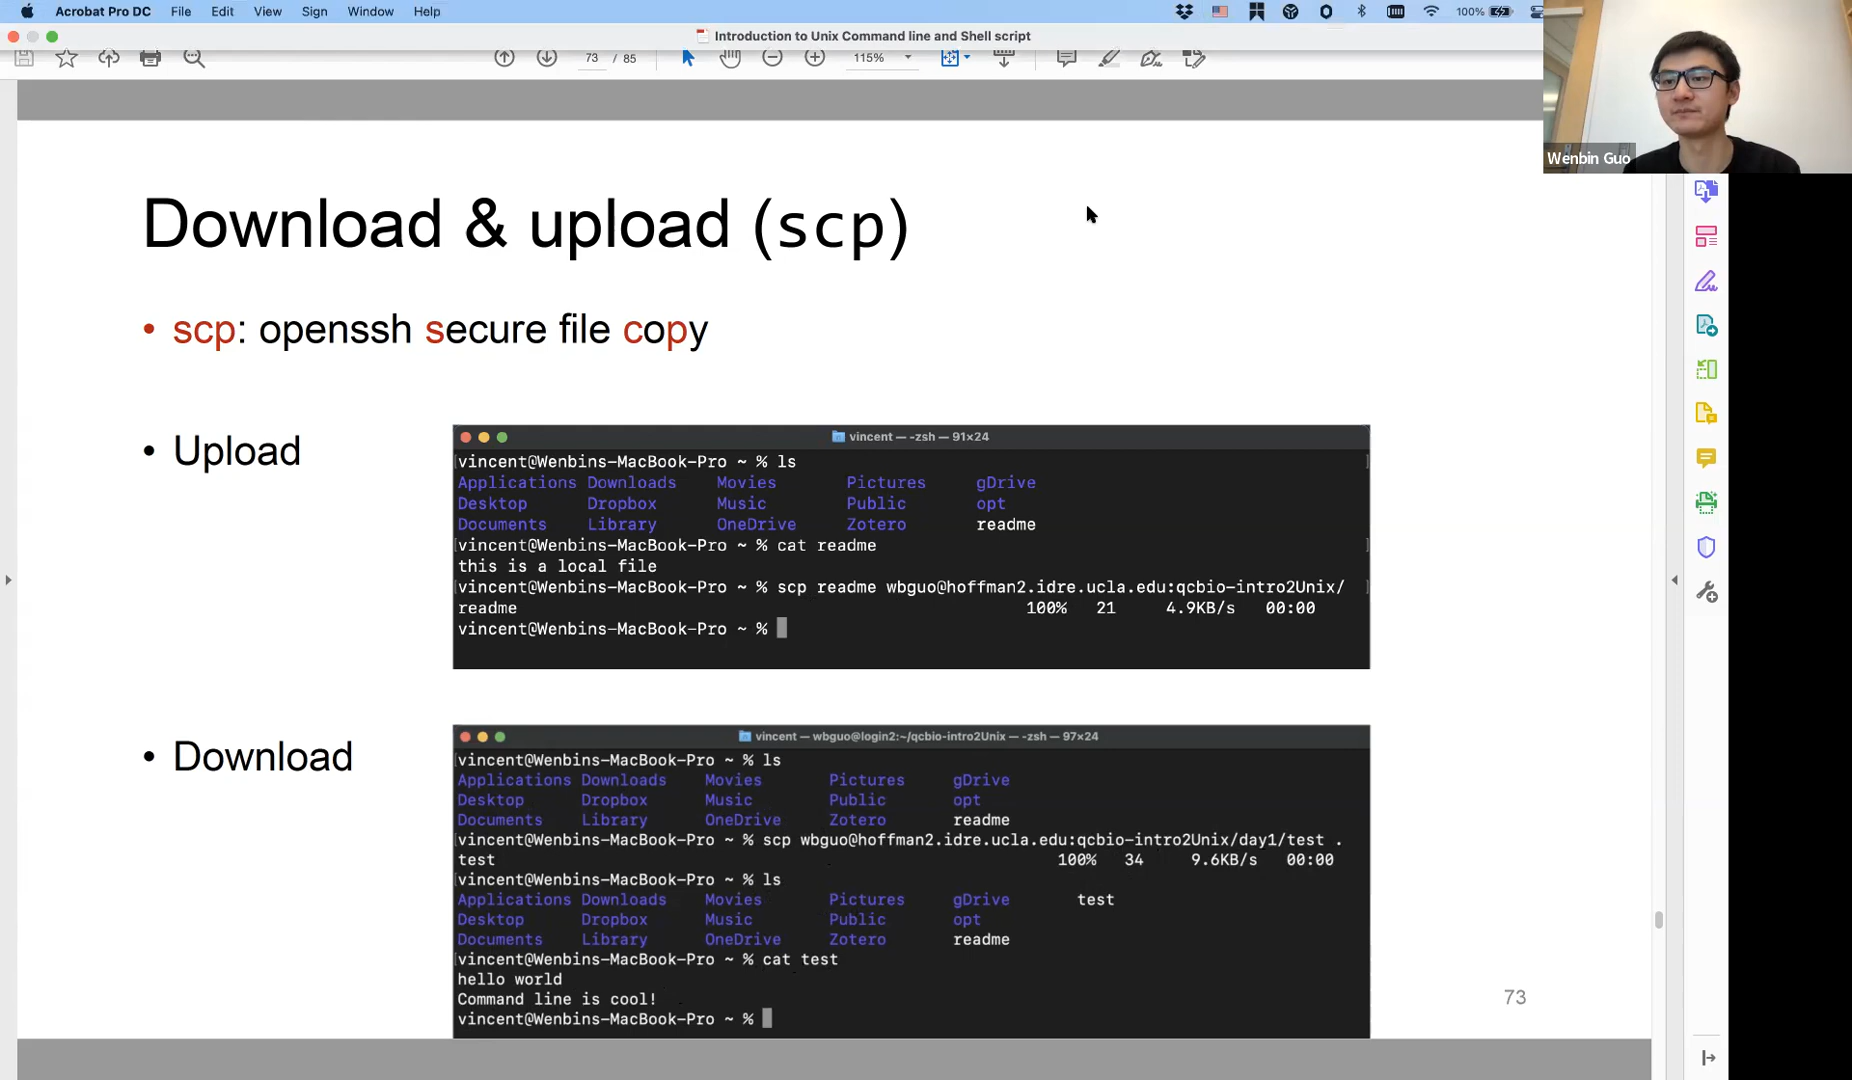 Acrobat Pro DC File Edit View Sign Window Help 100%
Introduction to Unix Command line and Shell script
73 / 85 115%
Wenbin Guo
Download & upload (scp)
• scp: openssh secure file copy
• Upload
vincent — -zsh — 91×24
vincent@Wenbins-MacBook-Pro ~ % ls
Applications Downloads Movies Pictures gDrive
Desktop Dropbox Music Public opt
Documents Library OneDrive Zotero readme
vincent@Wenbins-MacBook-Pro ~ % cat readme
this is a local file
vincent@Wenbins-MacBook-Pro ~ % scp readme wbguo@hoffman2.idre.ucla.edu:qcbio-intro2Unix/
readme 100% 21 4.9KB/s 00:00
vincent@Wenbins-MacBook-Pro ~ %
• Download
vincent — wbguo@login2:~/qcbio-intro2Unix — -zsh — 97×24
vincent@Wenbins-MacBook-Pro ~ % ls
Applications Downloads Movies Pictures gDrive
Desktop Dropbox Music Public opt
Documents Library OneDrive Zotero readme
vincent@Wenbins-MacBook-Pro ~ % scp wbguo@hoffman2.idre.ucla.edu:qcbio-intro2Unix/day1/test .
test 100% 34 9.6KB/s 00:00
vincent@Wenbins-MacBook-Pro ~ % ls
Applications Downloads Movies Pictures gDrive test
Desktop Dropbox Music Public opt
Documents Library OneDrive Zotero readme
vincent@Wenbins-MacBook-Pro ~ % cat test
hello world
Command line is cool!
vincent@Wenbins-MacBook-Pro ~ %
73